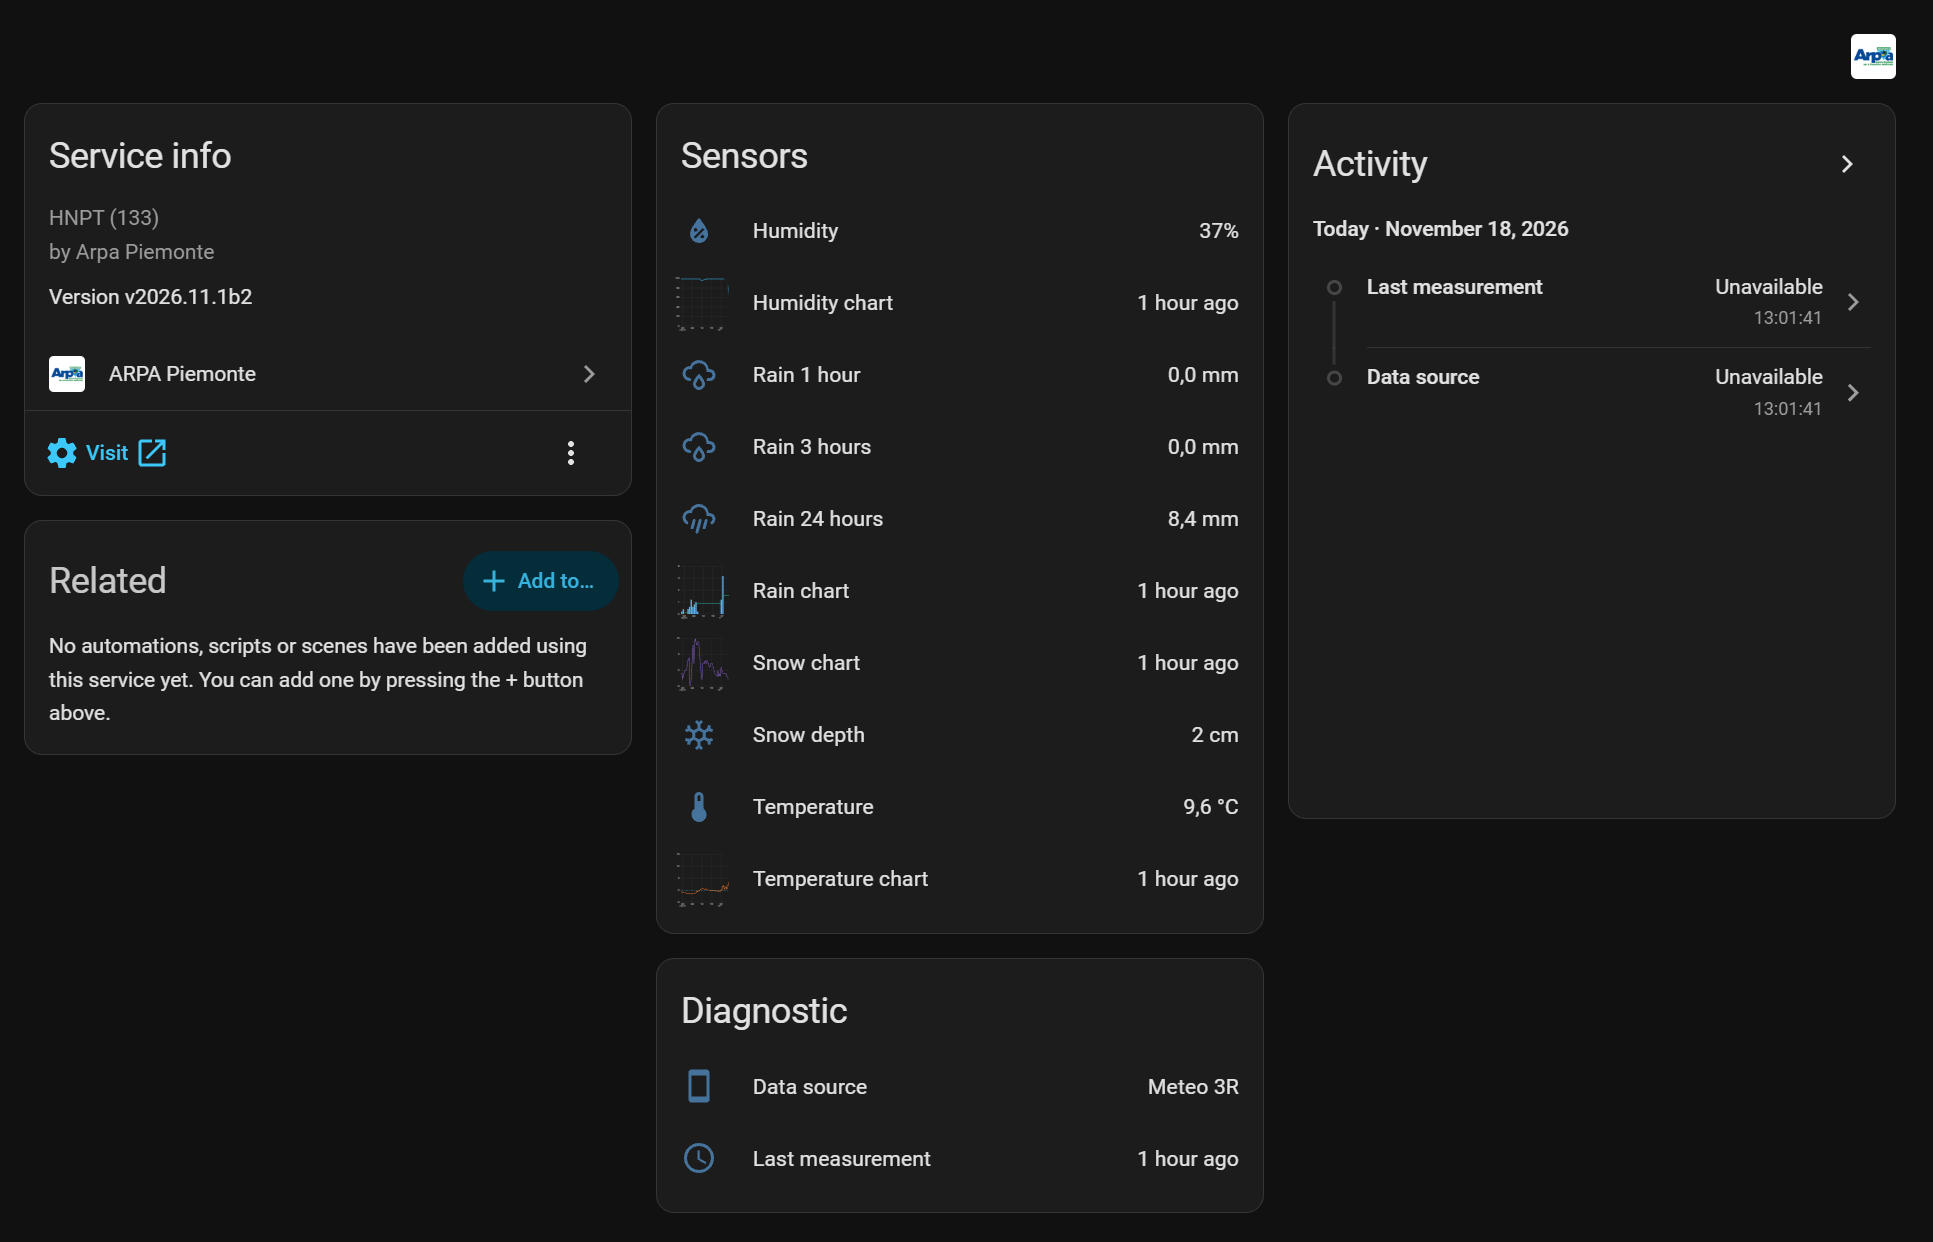 Arpa
Service info
HNPT (133)
by Arpa Piemonte
Version v2026.11.1b2
Arpa
ARPA Piemonte
Visit
Related
Add to...
No automations, scripts or scenes have been added using
this service yet. You can add one by pressing the + button
above.
Sensors
Humidity 37%
Humidity chart 1 hour ago
Rain 1 hour 0,0 mm
Rain 3 hours 0,0 mm
Rain 24 hours 8,4 mm
Rain chart 1 hour ago
Snow chart 1 hour ago
Snow depth 2 cm
Temperature 9,6 °C
Temperature chart 1 hour ago
Diagnostic
Data source Meteo 3R
Last measurement 1 hour ago
Activity
Today · November 18, 2026
Last measurement Unavailable
13:01:41
Data source Unavailable
13:01:41